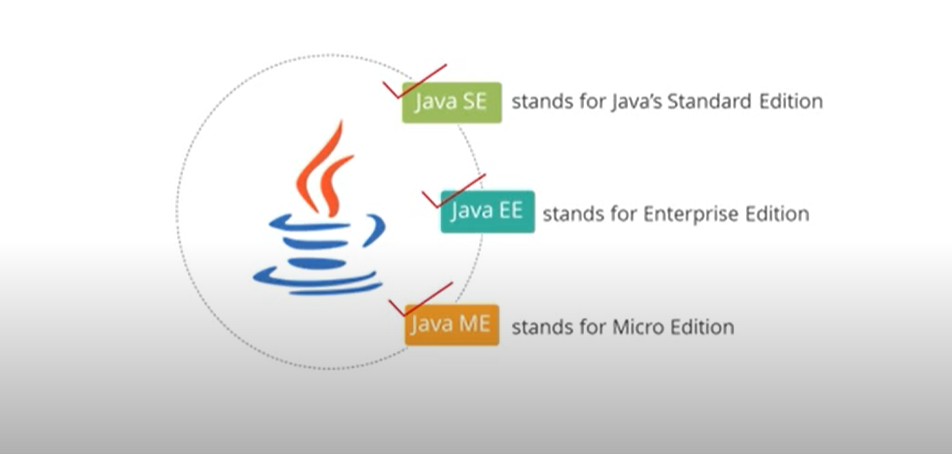 Java SE stands for Java's Standard Edition
Java EE stands for Enterprise Edition
Java ME stands for Micro Edition